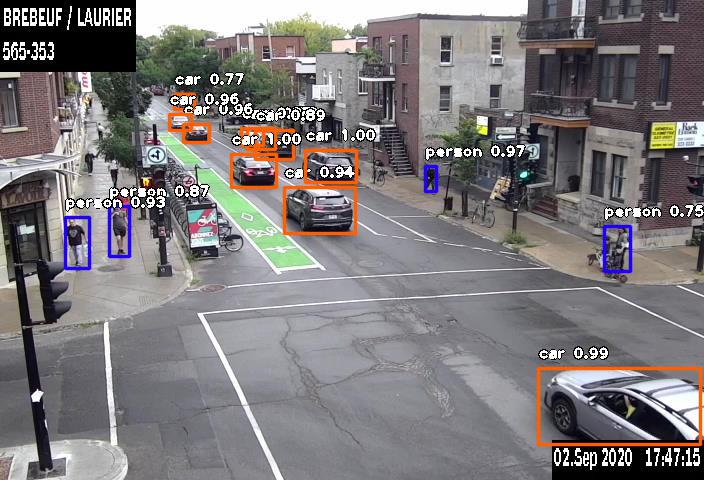 BREBEUF / LAURIER
565-353
car 0.77
car 0.96
car 0.96
0.89
car 1.00
car 1.00
person 0.97
car 0.94
person 0.87
person 0.93
person 0.75
car 0.99
02.Sep 2020 17:47:15